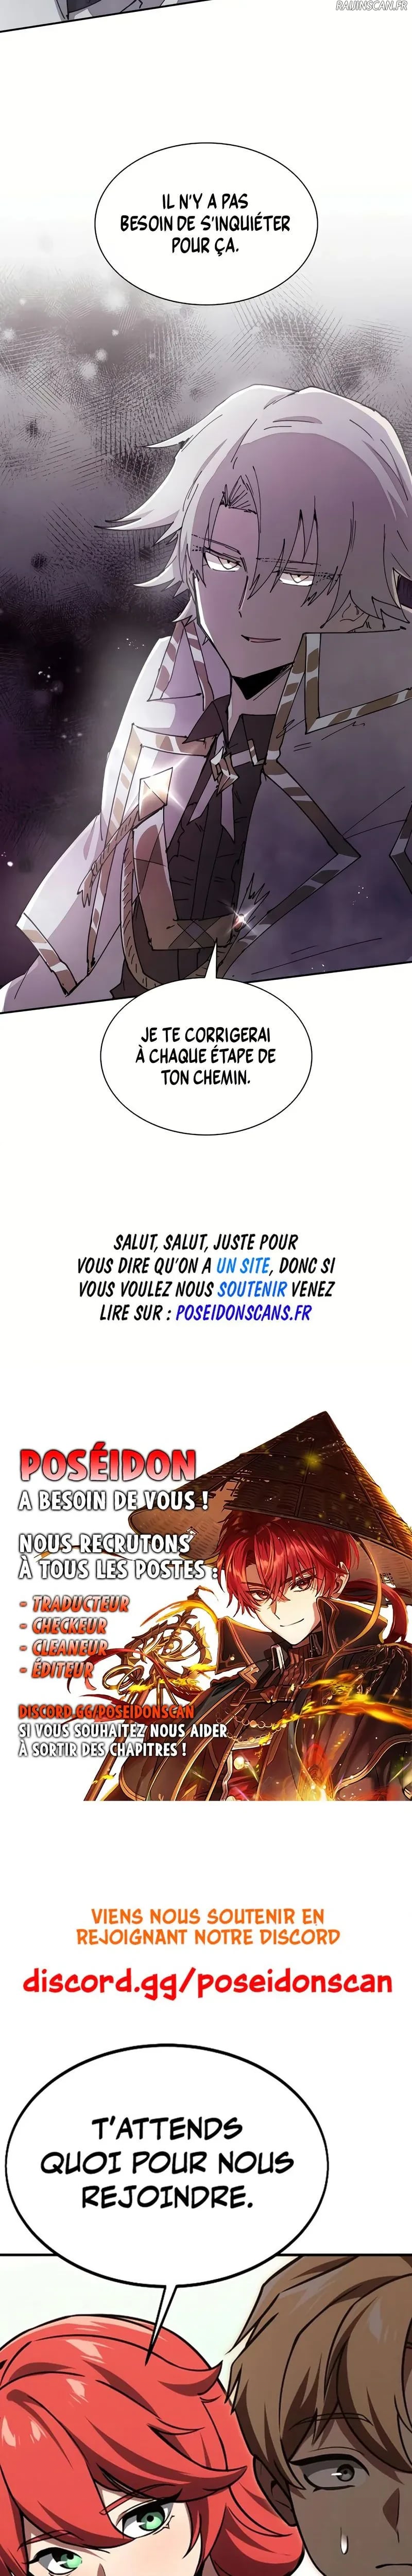 RAIJINSCAN.FR
IL N'Y A PAS
BESOIN DE S'INQUIÉTER
POUR ÇA.
JE TE CORRIGERAI
À CHAQUE ÉTAPE DE
TON CHEMIN.
SALUT, SALUT, JUSTE POUR
VOUS DIRE QU'ON A UN SITE, DONC SI
VOUS VOULEZ NOUS SOUTENIR VENEZ
LIRE SUR : POSEIDONSCANS.FR
POSÉIDON
A BESOIN DE VOUS !
NOUS RECRUTONS
À TOUS LES POSTES :
- TRADUCTEUR
- CHECKEUR
- CLEANEUR
- ÉDITEUR
DISCORD.GG/POSEIDONSCAN
SI VOUS SOUHAITEZ NOUS AIDER
À SORTIR DES CHAPITRES !
VIENS NOUS SOUTENIR EN
REJOIGNANT NOTRE DISCORD
discord.gg/poseidonscan
T'ATTENDS
QUOI POUR NOUS
REJOINDRE.